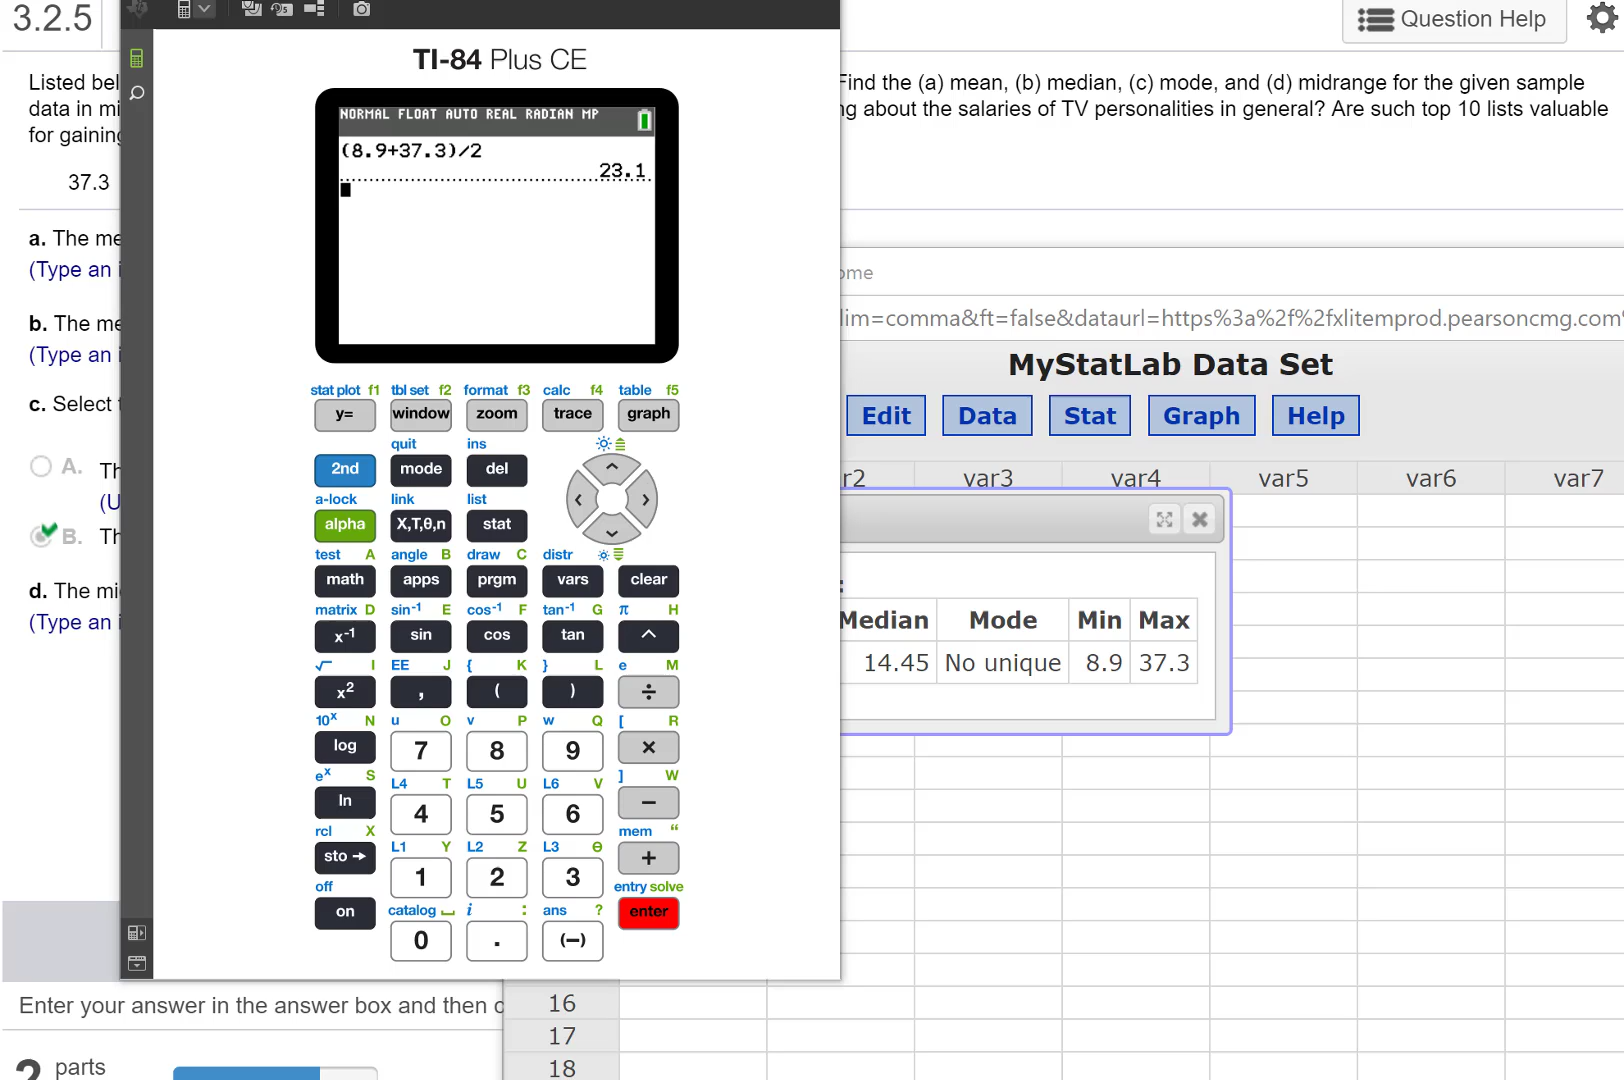 3.2.5
Question Help
Listed bel
Find the (a) mean, (b) median, (c) mode, and (d) midrange for the given sample
data in mi
ng about the salaries of TV personalities in general? Are such top 10 lists valuable
for gaining
37.3
a. The me
(Type an i
b. The me
(Type an i
c. Select
A. Th
(U
B. Th
d. The mi
(Type an i
Enter your answer in the answer box and then c
2 parts
TI-84 Plus CE
NORMAL FLOAT AUTO REAL RADIAN MP
(8.9+37.3)/2
23.1
stat plot f1 tbl set f2 format f3 calc f4 table f5
y= window zoom trace graph
quit ins
2nd mode del
a-lock link list
alpha X,T,θ,n stat
test A angle B draw C distr
math apps prgm vars clear
matrix D sin-1 E cos-1 F tan-1 G π H
x-1 sin cos tan ^
√ I EE J { K } L e M
x2 , ( ) ÷
10x N u O v P w Q [ R
log 7 8 9 ×
ex S L4 T L5 U L6 V ] W
ln 4 5 6 −
rcl X L1 Y L2 Z L3 θ mem “
sto → 1 2 3 +
off catalog i : ans ? entry solve
on 0 . (−) enter
ome
lim=comma&ft=false&dataurl=https%3a%2f%2fxlitemprod.pearsoncmg.com
MyStatLab Data Set
Edit Data Stat Graph Help
r2 var3 var4 var5 var6 var7
:
Median Mode Min Max
14.45 No unique 8.9 37.3
16
17
18